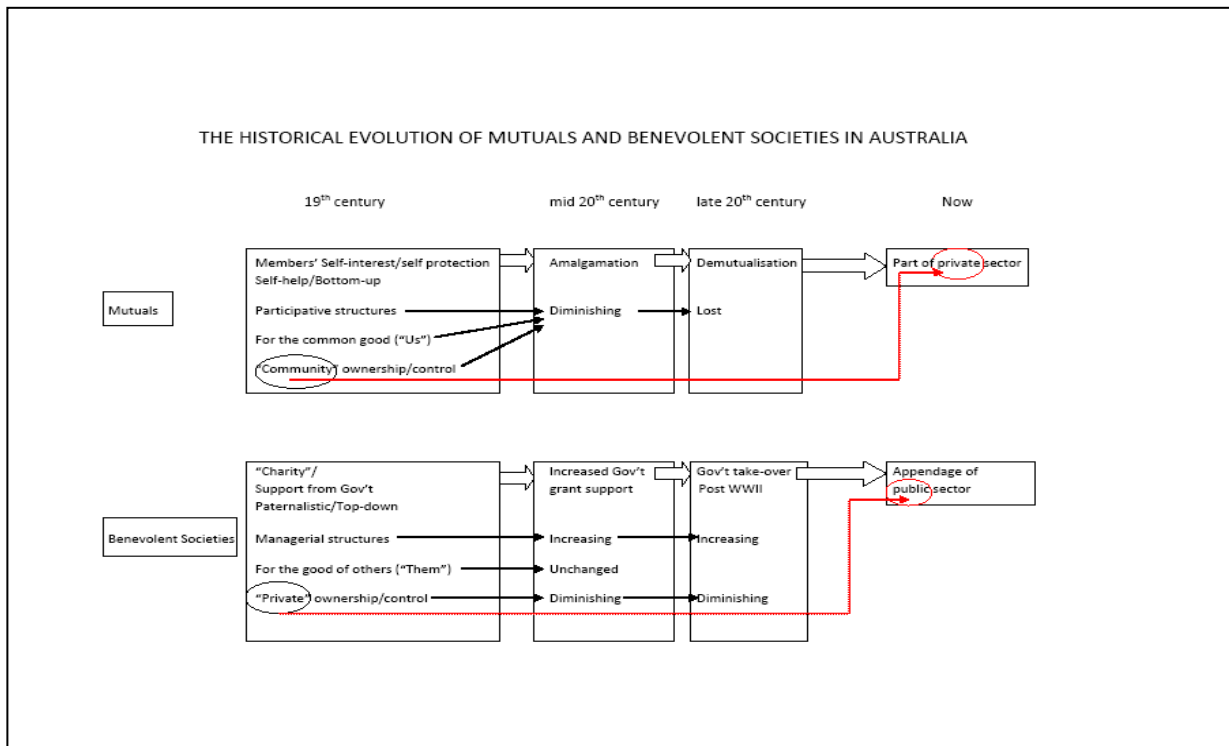 THE HISTORICAL EVOLUTION OF MUTUALS AND BENEVOLENT SOCIETIES IN AUSTRALIA
19th century
mid 20th century
late 20th century
Now
Mutuals
Members' Self-interest/self protection
Self-help/Bottom-up
Participative structures
For the common good ("Us")
"Community" ownership/control
Amalgamation
Diminishing
Demutualisation
Lost
Part of private sector
Benevolent Societies
"Charity"/
Support from Gov't
Paternalistic/Top-down
Managerial structures
For the good of others ("Them")
"Private" ownership/control
Increased Gov't
grant support
Increasing
Unchanged
Diminishing
Gov't take-over
Post WWII
Increasing
Diminishing
Appendage of
public sector